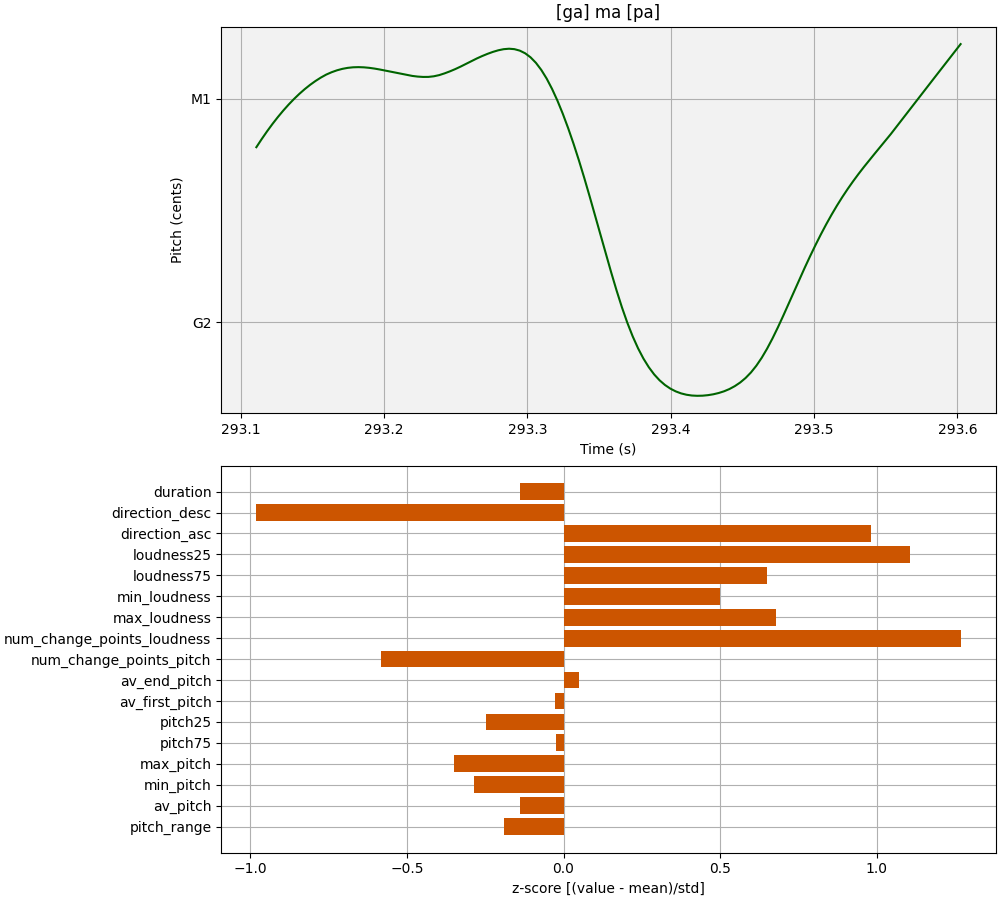 [ga] ma [pa]
M1
G2
Pitch (cents)
293.1 293.2 293.3 293.4 293.5 293.6
Time (s)
duration
direction_desc
direction_asc
loudness25
loudness75
min_loudness
max_loudness
num_change_points_loudness
num_change_points_pitch
av_end_pitch
av_first_pitch
pitch25
pitch75
max_pitch
min_pitch
av_pitch
pitch_range
−1.0 −0.5 0.0 0.5 1.0
z-score [(value - mean)/std]